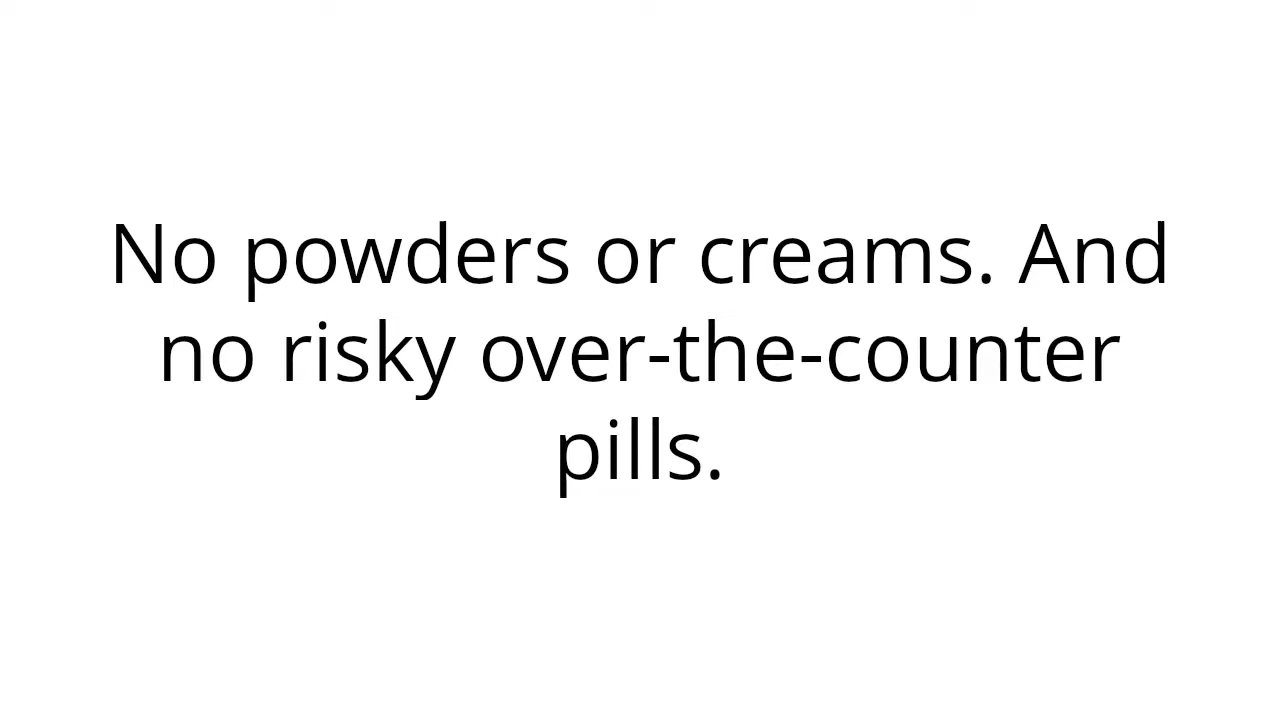 No powders or creams. And
no risky over-the-counter
pills.